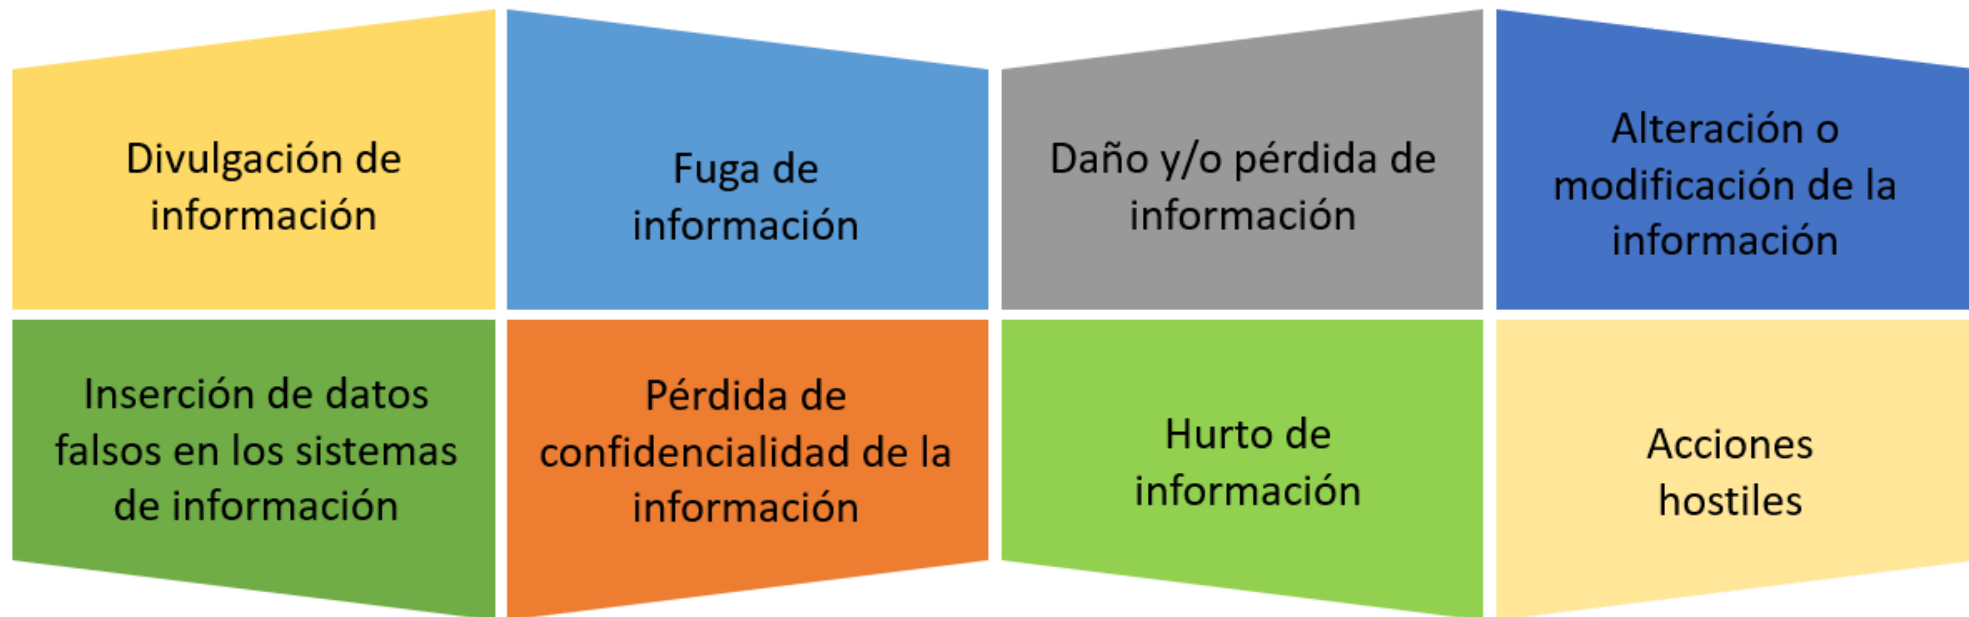 Divulgación de
información
Fuga de
información
Daño y/o pérdida de
información
Alteración o
modificación de la
información
Inserción de datos
falsos en los sistemas
de información
Pérdida de
confidencialidad de la
información
Hurto de
información
Acciones
hostiles